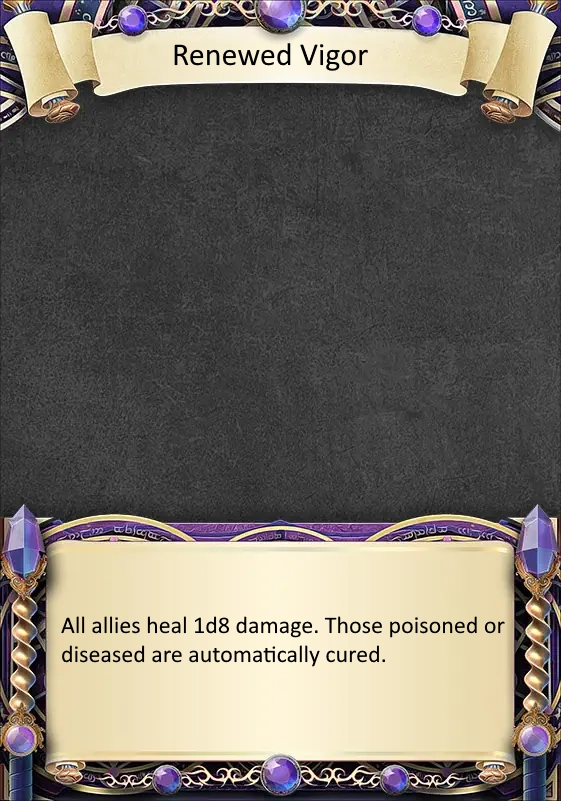 Renewed Vigor
All allies heal 1d8 damage. Those poisoned or
diseased are automatically cured.